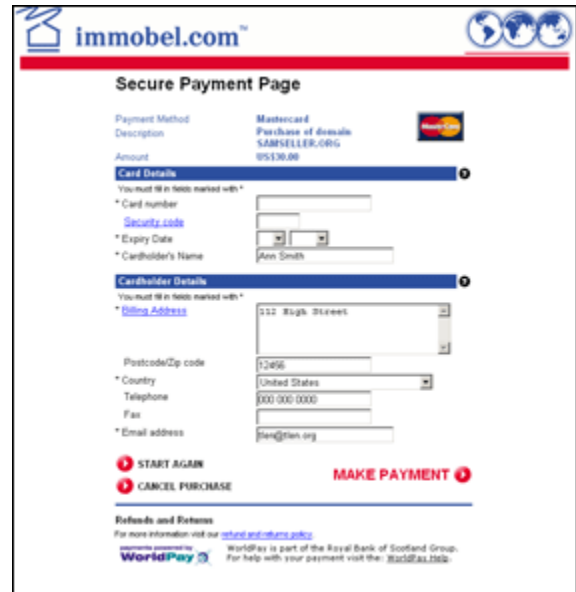 immobel.com™
Secure Payment Page
Payment Method Mastercard
Description Purchase of domain
SAMSELLER.ORG
Amount US$30.00
MasterCard
Card Details ?
You must fill in fields marked with *
* Card number
Security code
* Expiry Date
* Cardholder's Name Ann Smith
Cardholder Details ?
You must fill in fields marked with *
* Billing Address 112 High Street
Postcode/Zip code 12456
* Country United States
Telephone 000 000 0000
Fax
* Email address tlen@tlen.org
START AGAIN
MAKE PAYMENT
CANCEL PURCHASE
Refunds and Returns
For more information visit our refund and returns policy.
payments powered by
WorldPay
WorldPay is part of the Royal Bank of Scotland Group.
For help with your payment visit the: WorldPay Help.